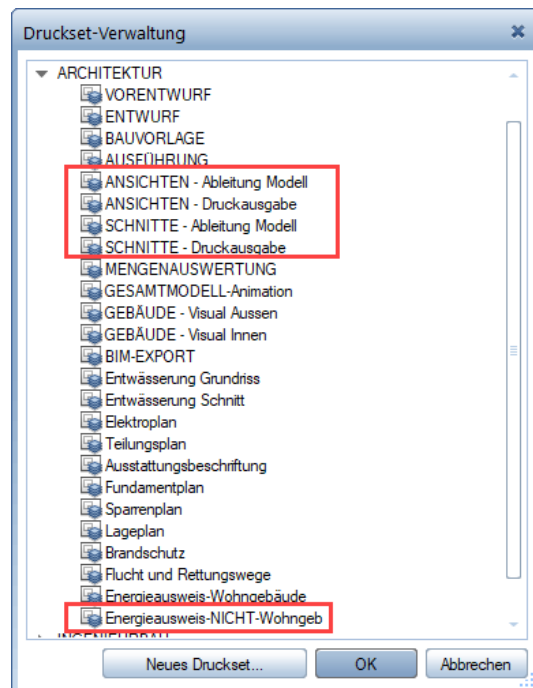 Druckset-Verwaltung
ARCHITEKTUR
VORENTWURF
ENTWURF
BAUVORLAGE
AUSFÜHRUNG
ANSICHTEN - Ableitung Modell
ANSICHTEN - Druckausgabe
SCHNITTE - Ableitung Modell
SCHNITTE - Druckausgabe
MENGENAUSWERTUNG
GESAMTMODELL-Animation
GEBÄUDE - Visual Aussen
GEBÄUDE - Visual Innen
BIM-EXPORT
Entwässerung Grundriss
Entwässerung Schnitt
Elektroplan
Teilungsplan
Ausstattungsbeschriftung
Fundamentplan
Sparrenplan
Lageplan
Brandschutz
Flucht und Rettungswege
Energieausweis-Wohngebäude
Energieausweis-NICHT-Wohngeb
INGENIEURBAU
Neues Druckset... OK Abbrechen